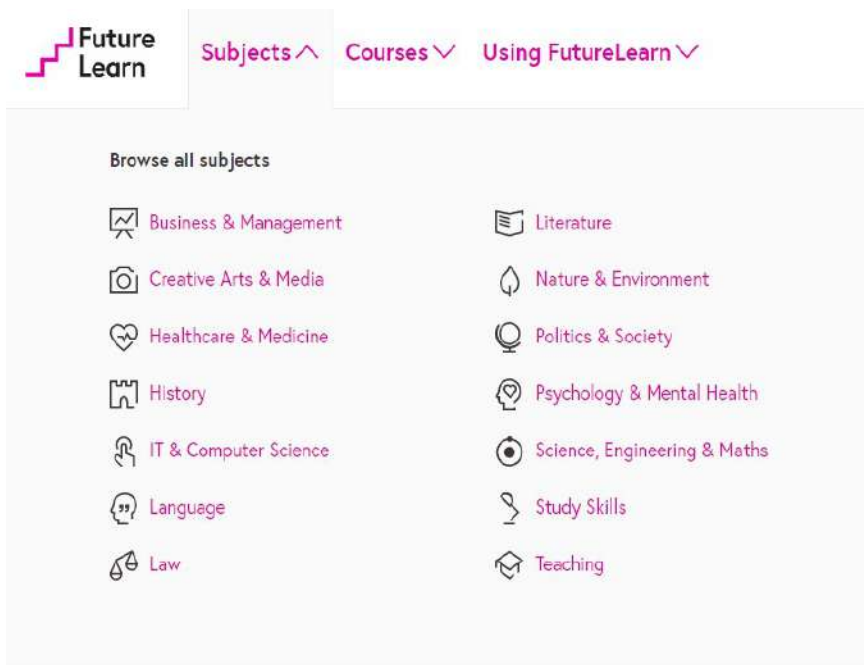 Future
Learn
Subjects Courses Using FutureLearn
Browse all subjects
Business & Management
Creative Arts & Media
Healthcare & Medicine
History
IT & Computer Science
Language
Law
Literature
Nature & Environment
Politics & Society
Psychology & Mental Health
Science, Engineering & Maths
Study Skills
Teaching